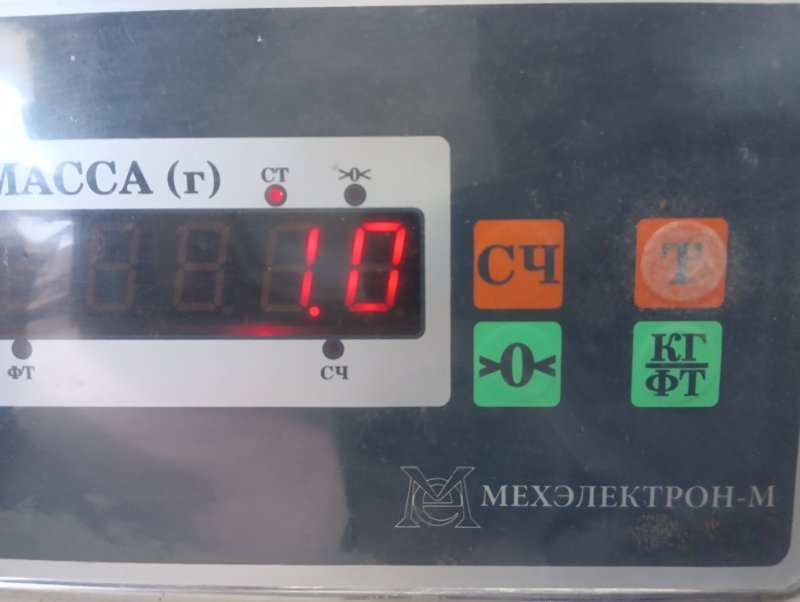 МАССА (г) СТ >0<
1.0
ФТ СЧ
СЧ Т
>0< КГ/ФТ
МЕХЭЛЕКТРОН-М